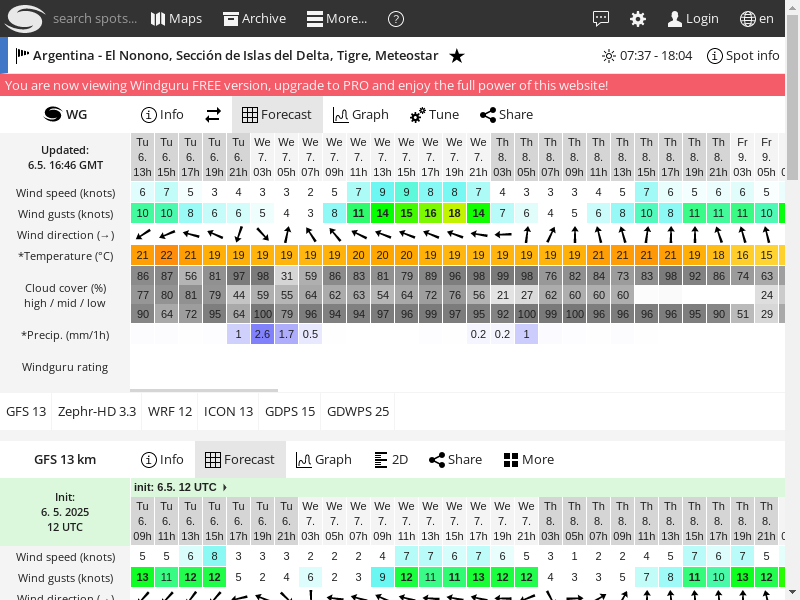 search spots... Maps Archive More... ? Login en
Argentina - El Nonono, Sección de Islas del Delta, Tigre, Meteostar ★ 07:37 - 18:04 Spot info
You are now viewing Windguru FREE version, upgrade to PRO and enjoy the full power of this website!
WG Info Forecast Graph Tune Share
Updated:
6.5. 16:46 GMT
Tu Tu Tu Tu Tu We We We We We We We We We We Th Th Th Th Th Th Th Th Th Th Fr Fr
6. 6. 6. 6. 6. 7. 7. 7. 7. 7. 7. 7. 7. 7. 7. 8. 8. 8. 8. 8. 8. 8. 8. 8. 8. 9. 9.
13h 15h 17h 19h 21h 03h 05h 07h 09h 11h 13h 15h 17h 19h 21h 03h 05h 07h 09h 11h 13h 15h 17h 19h 21h 03h 05h
Wind speed (knots) 6 7 5 3 4 3 3 2 5 7 9 9 8 8 7 4 3 3 3 4 5 7 6 5 6 6 5
Wind gusts (knots) 10 10 8 6 6 5 4 3 8 11 14 15 16 18 14 7 6 4 5 6 8 10 8 11 11 11 10
Wind direction (→)
*Temperature (°C) 21 22 21 19 19 19 19 19 19 20 20 20 19 19 19 19 19 19 19 21 21 21 21 19 18 16 15
Cloud cover (%)
high / mid / low
86 87 56 81 97 98 31 59 86 83 81 79 89 96 98 99 98 76 82 84 73 83 98 92 86 74 63
77 80 81 79 44 59 55 64 62 63 54 64 72 76 56 21 27 62 60 60 60 24
90 64 72 95 64 100 79 96 94 94 97 96 99 97 95 92 100 99 100 96 96 96 96 95 90 51 29
*Precip. (mm/1h) 1 2.6 1.7 0.5 0.2 0.2 1
Windguru rating
GFS 13 Zephr-HD 3.3 WRF 12 ICON 13 GDPS 15 GDWPS 25
GFS 13 km Info Forecast Graph 2D Share More
Init:
6. 5. 2025
12 UTC
init: 6.5. 12 UTC
Tu Tu Tu Tu Tu Tu Tu We We We We We We We We We We Th Th Th Th Th Th Th Th Th Th
6. 6. 6. 6. 6. 6. 6. 7. 7. 7. 7. 7. 7. 7. 7. 7. 7. 8. 8. 8. 8. 8. 8. 8. 8. 8. 8.
09h 11h 13h 15h 17h 19h 21h 03h 05h 07h 09h 11h 13h 15h 17h 19h 21h 03h 05h 07h 09h 11h 13h 15h 17h 19h 21h
Wind speed (knots) 5 5 6 8 3 3 3 2 2 2 4 7 7 6 7 6 5 3 1 2 2 4 5 7 6 7 5
Wind gusts (knots) 13 11 12 12 5 2 4 6 2 3 9 12 11 11 13 12 12 4 3 3 5 7 8 11 10 13 12
Wind direction (→)